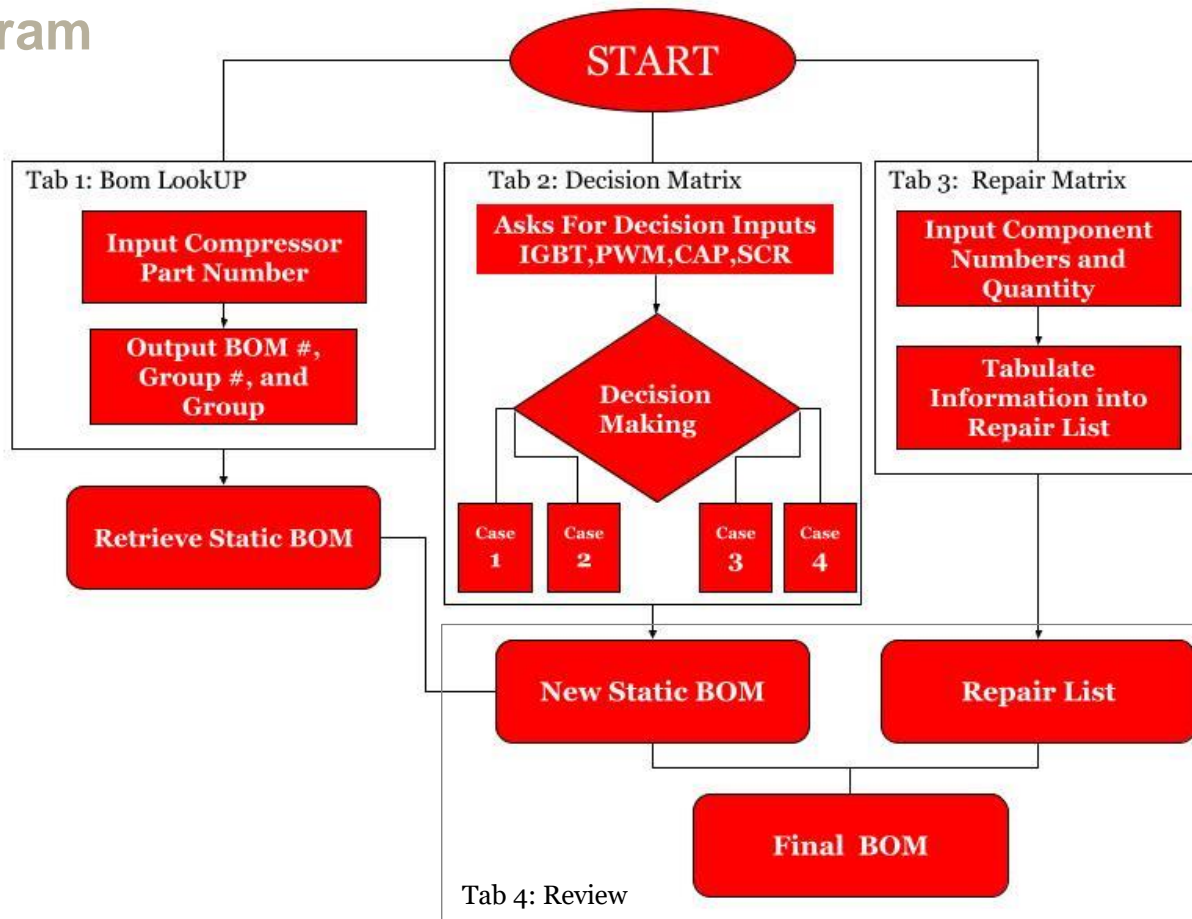 ram
START
Tab 1: Bom LookUP
Input Compressor
Part Number
Output BOM #,
Group #, and
Group
Retrieve Static BOM
Tab 2: Decision Matrix
Asks For Decision Inputs
IGBT,PWM,CAP,SCR
Decision
Making
Case
1
Case
2
Case
3
Case
4
Tab 3: Repair Matrix
Input Component
Numbers and
Quantity
Tabulate
Information into
Repair List
New Static BOM
Repair List
Final BOM
Tab 4: Review